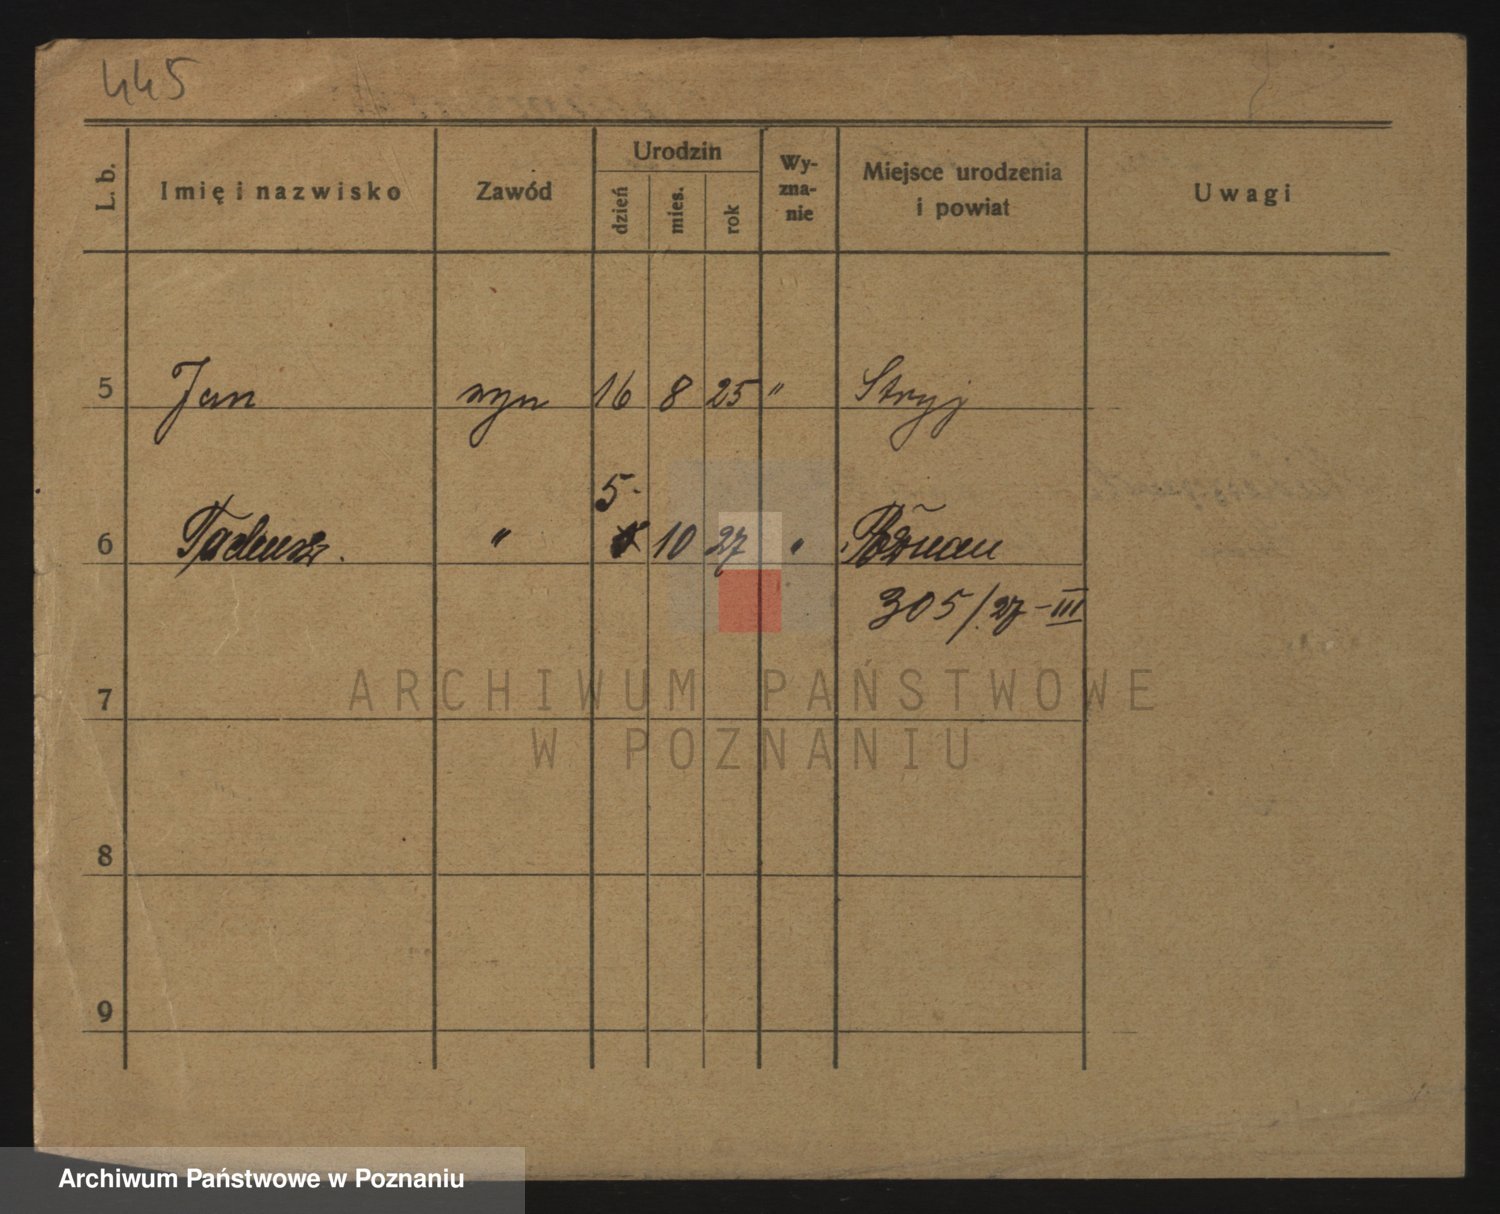 445
L. b. Imię i nazwisko Zawód Urodzin dzień mies. rok Wy-zna-nie Miejsce urodzenia i powiat Uwagi
5 Jan syn 16 8 25 " Stryj
5
6 Tadeusz. " 10 27 " Poznan
305/27-III
ARCHIWUM PAŃSTWOWE
W POZNANIU
7
8
9
Archiwum Państwowe w Poznaniu